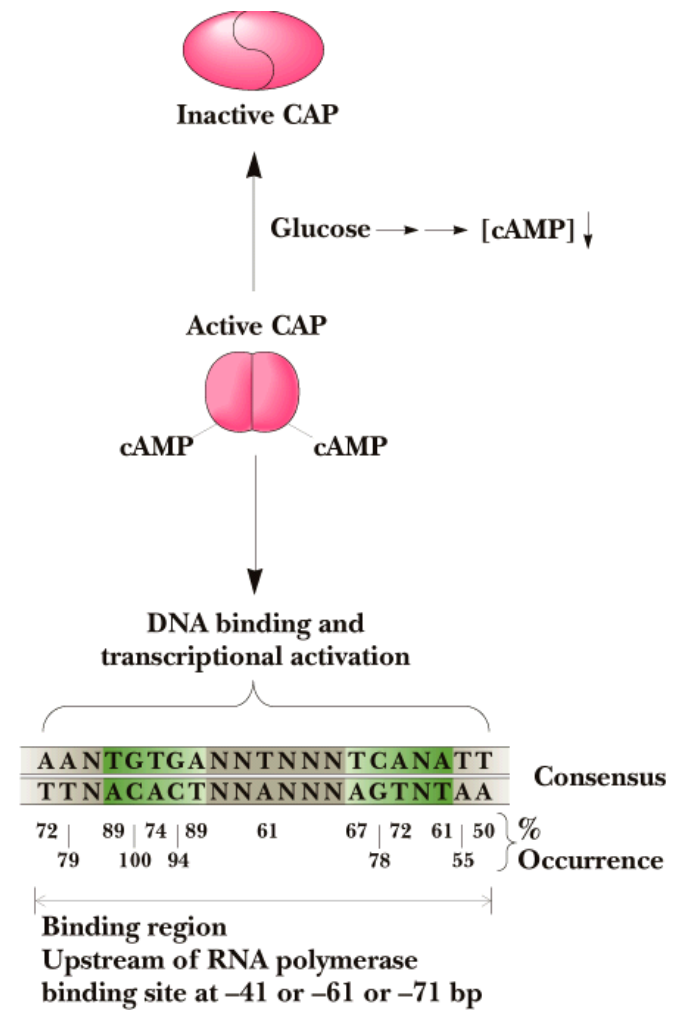 Inactive CAP
Glucose → → [cAMP] ↓
Active CAP
cAMP cAMP
DNA binding and
transcriptional activation
A A N T G T G A N N T N N N T C A N A T T
T T N A C A C T N N A N N N A G T N T A A
Consensus
72 | 89 | 74 | 89 61 67 | 72 61 | 50 %
79 100 94 78 55 Occurrence
Binding region
Upstream of RNA polymerase
binding site at –41 or –61 or –71 bp